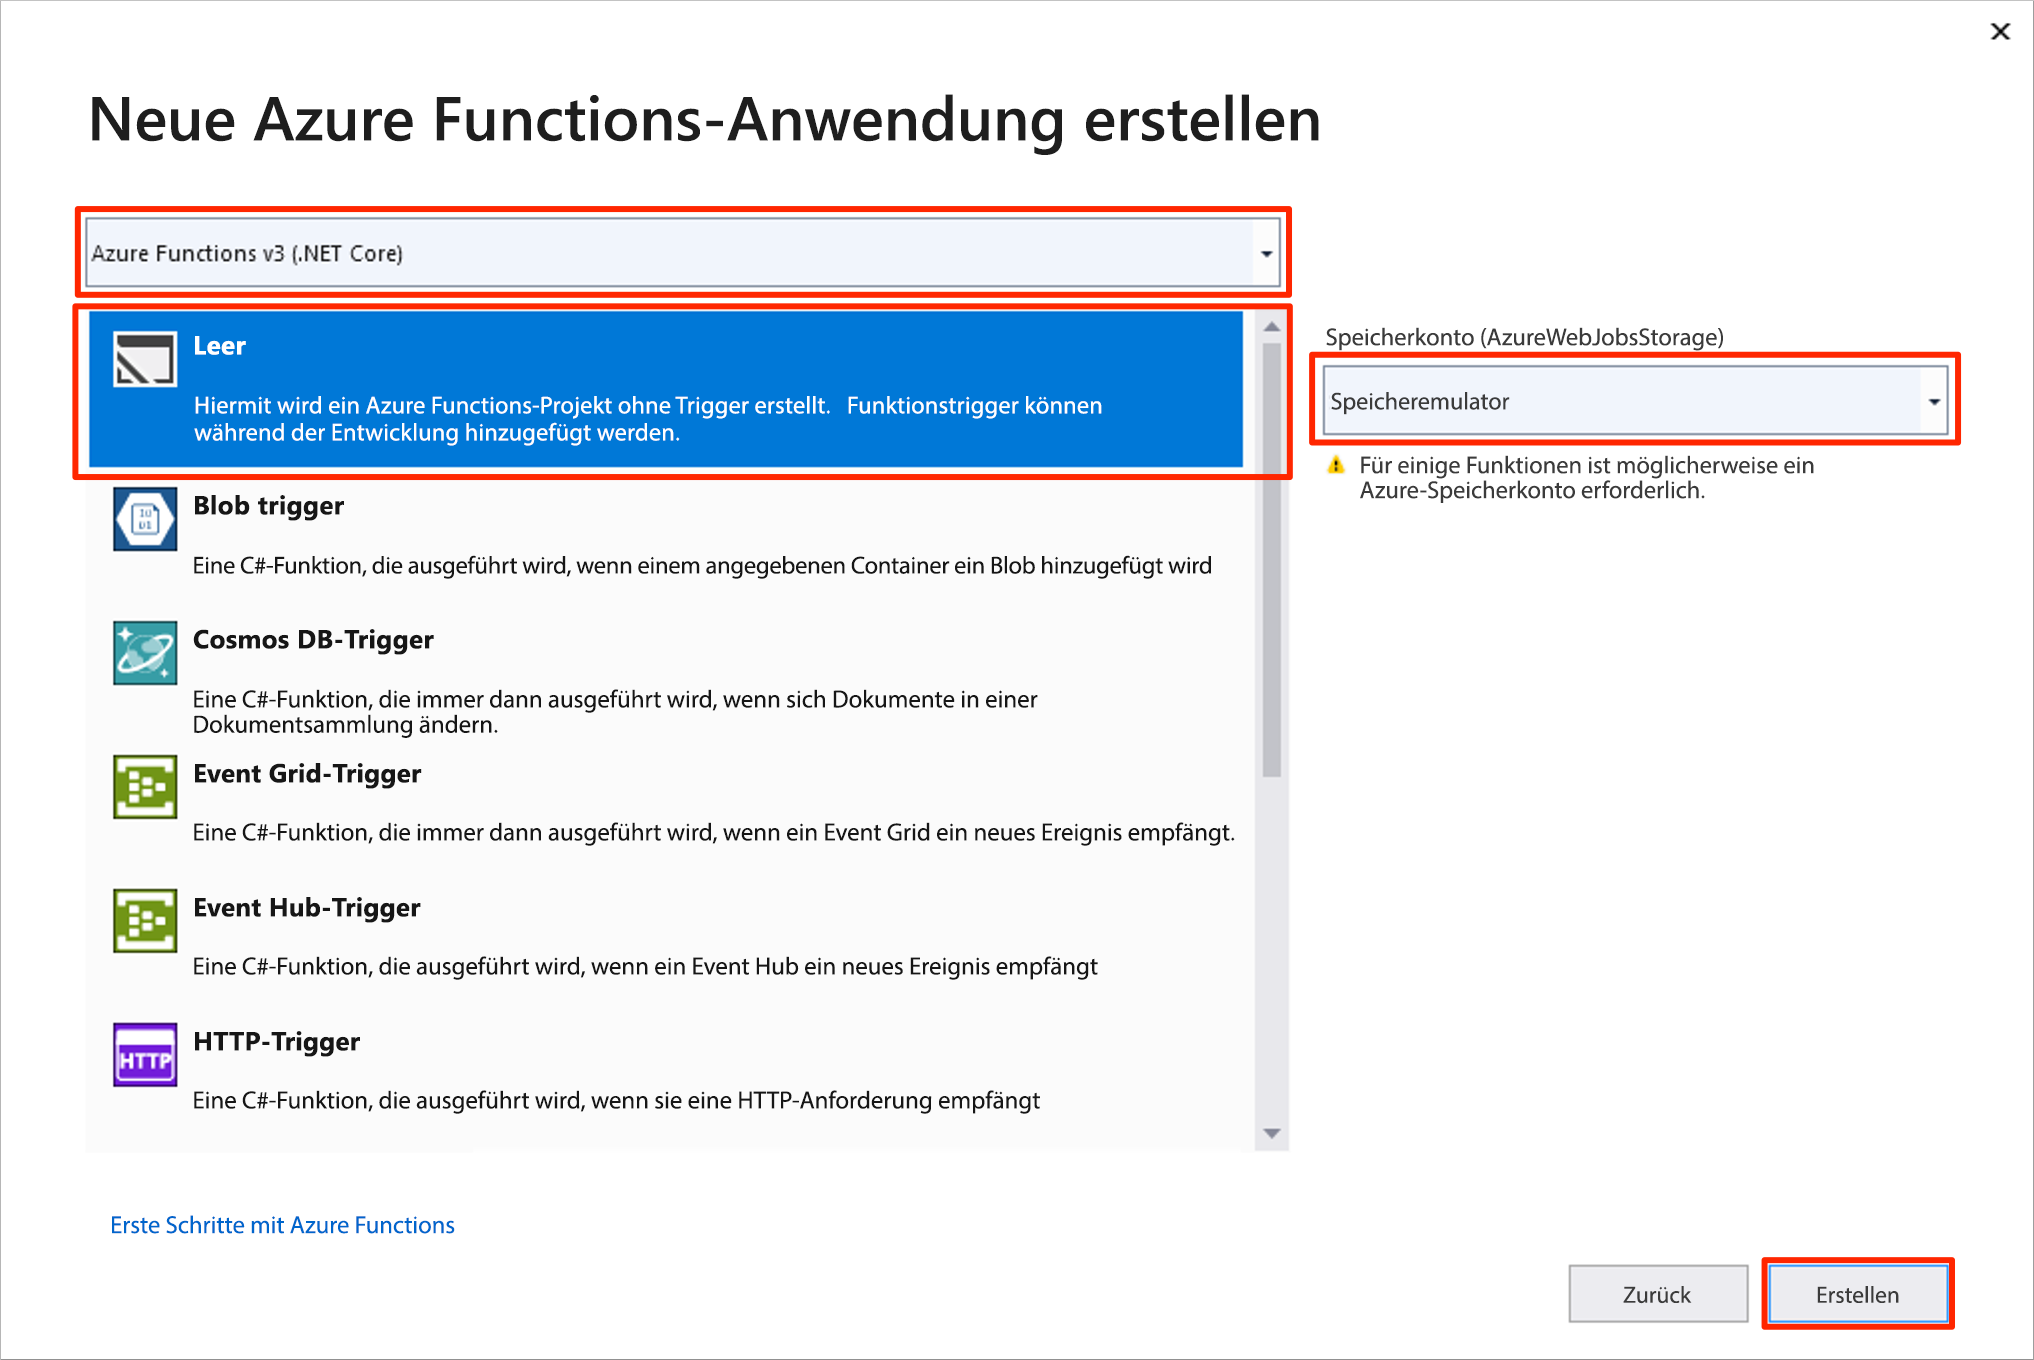 Neue Azure Functions-Anwendung erstellen
Azure Functions v3 (.NET Core)
Leer
Hiermit wird ein Azure Functions-Projekt ohne Trigger erstellt. Funktionstrigger können
während der Entwicklung hinzugefügt werden.
Blob trigger
Eine C#-Funktion, die ausgeführt wird, wenn einem angegebenen Container ein Blob hinzugefügt wird
Cosmos DB-Trigger
Eine C#-Funktion, die immer dann ausgeführt wird, wenn sich Dokumente in einer
Dokumentsammlung ändern.
Event Grid-Trigger
Eine C#-Funktion, die immer dann ausgeführt wird, wenn ein Event Grid ein neues Ereignis empfängt.
Event Hub-Trigger
Eine C#-Funktion, die ausgeführt wird, wenn ein Event Hub ein neues Ereignis empfängt
HTTP
HTTP-Trigger
Eine C#-Funktion, die ausgeführt wird, wenn sie eine HTTP-Anforderung empfängt
Speicherkonto (AzureWebJobsStorage)
Speicheremulator
Für einige Funktionen ist möglicherweise ein
Azure-Speicherkonto erforderlich.
Erste Schritte mit Azure Functions
Zurück
Erstellen